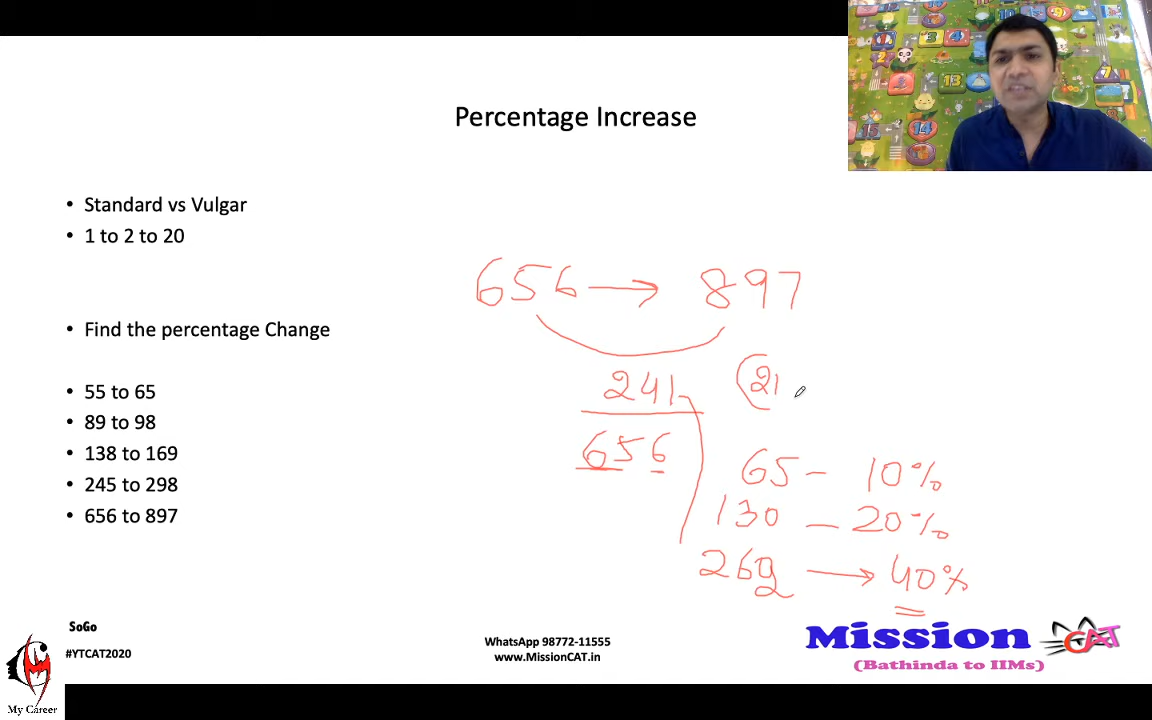 Percentage Increase
• Standard vs Vulgar
• 1 to 2 to 20
656 → 897
• Find the percentage Change
241
(21
656
• 55 to 65
• 89 to 98
• 138 to 169
• 245 to 298
• 656 to 897
65 – 10%
130 – 20%
262 → 40%
SoGo
#YTCAT2020
My Career
WhatsApp 98772-11555
www.MissionCAT.in
Mission CAT
(Bathinda to IIMs)